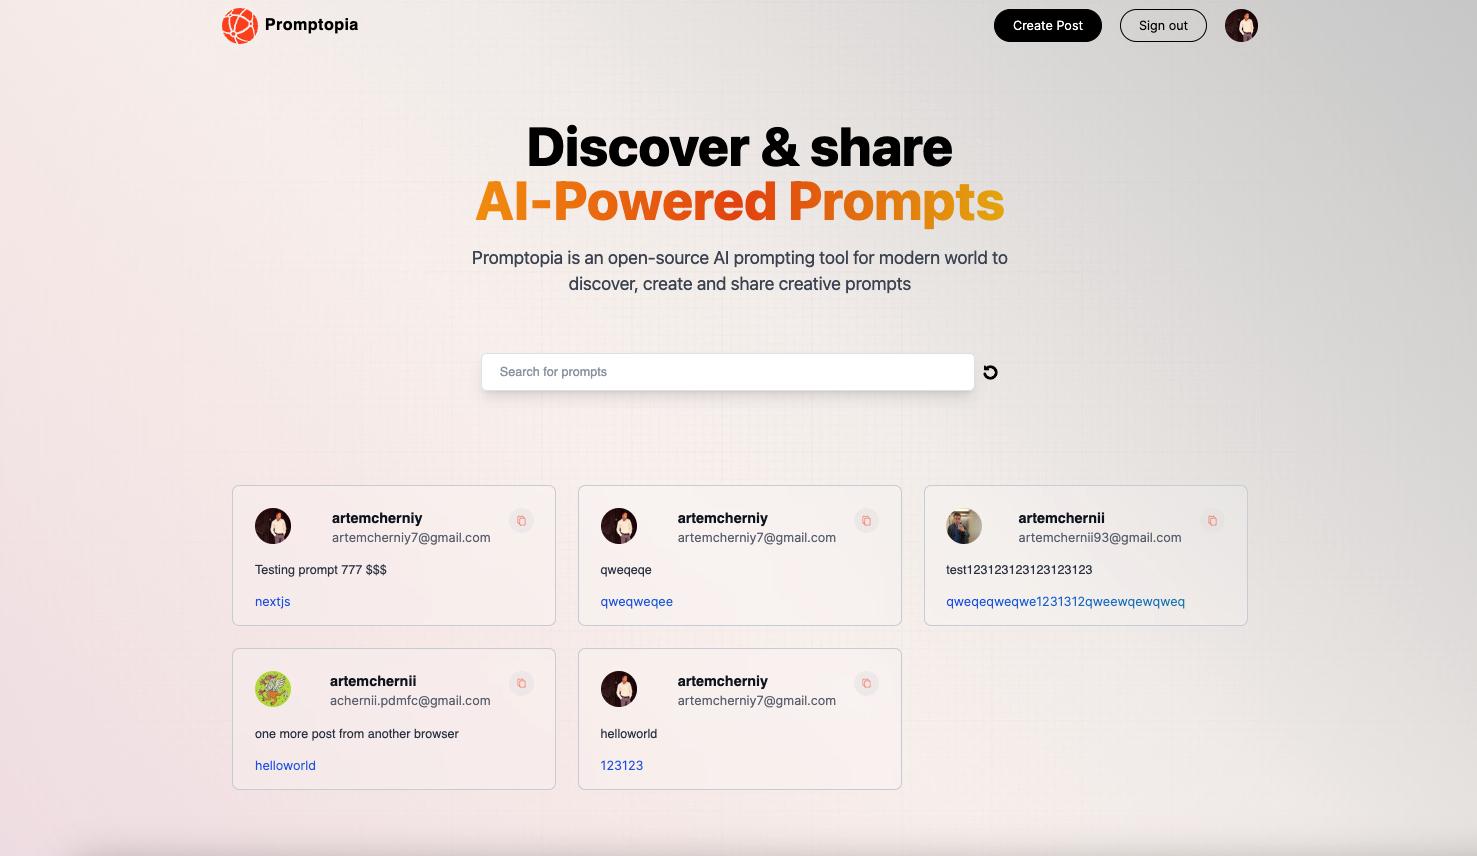 Promptopia
Create Post
Sign out
Discover & share
AI-Powered Prompts
Promptopia is an open-source AI prompting tool for modern world to
discover, create and share creative prompts
Search for prompts
artemcherniy
artemcherniy7@gmail.com
Testing prompt 777 $$$
nextjs
artemcherniy
artemcherniy7@gmail.com
qweqeqe
qweqweqee
artemchernii
artemchernii93@gmail.com
test123123123123123123
qweqeqweqwe1231312qweewqewqweq
artemchernii
achernii.pdmfc@gmail.com
one more post from another browser
helloworld
artemcherniy
artemcherniy7@gmail.com
helloworld
123123